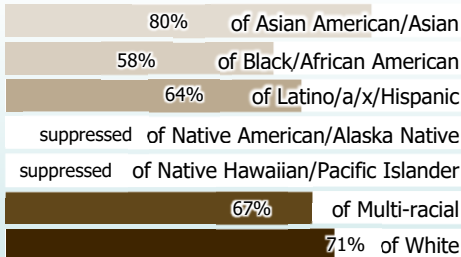 80% of Asian American/Asian
58% of Black/African American
64% of Latino/a/x/Hispanic
suppressed of Native American/Alaska Native
suppressed of Native Hawaiian/Pacific Islander
67% of Multi-racial
71% of White